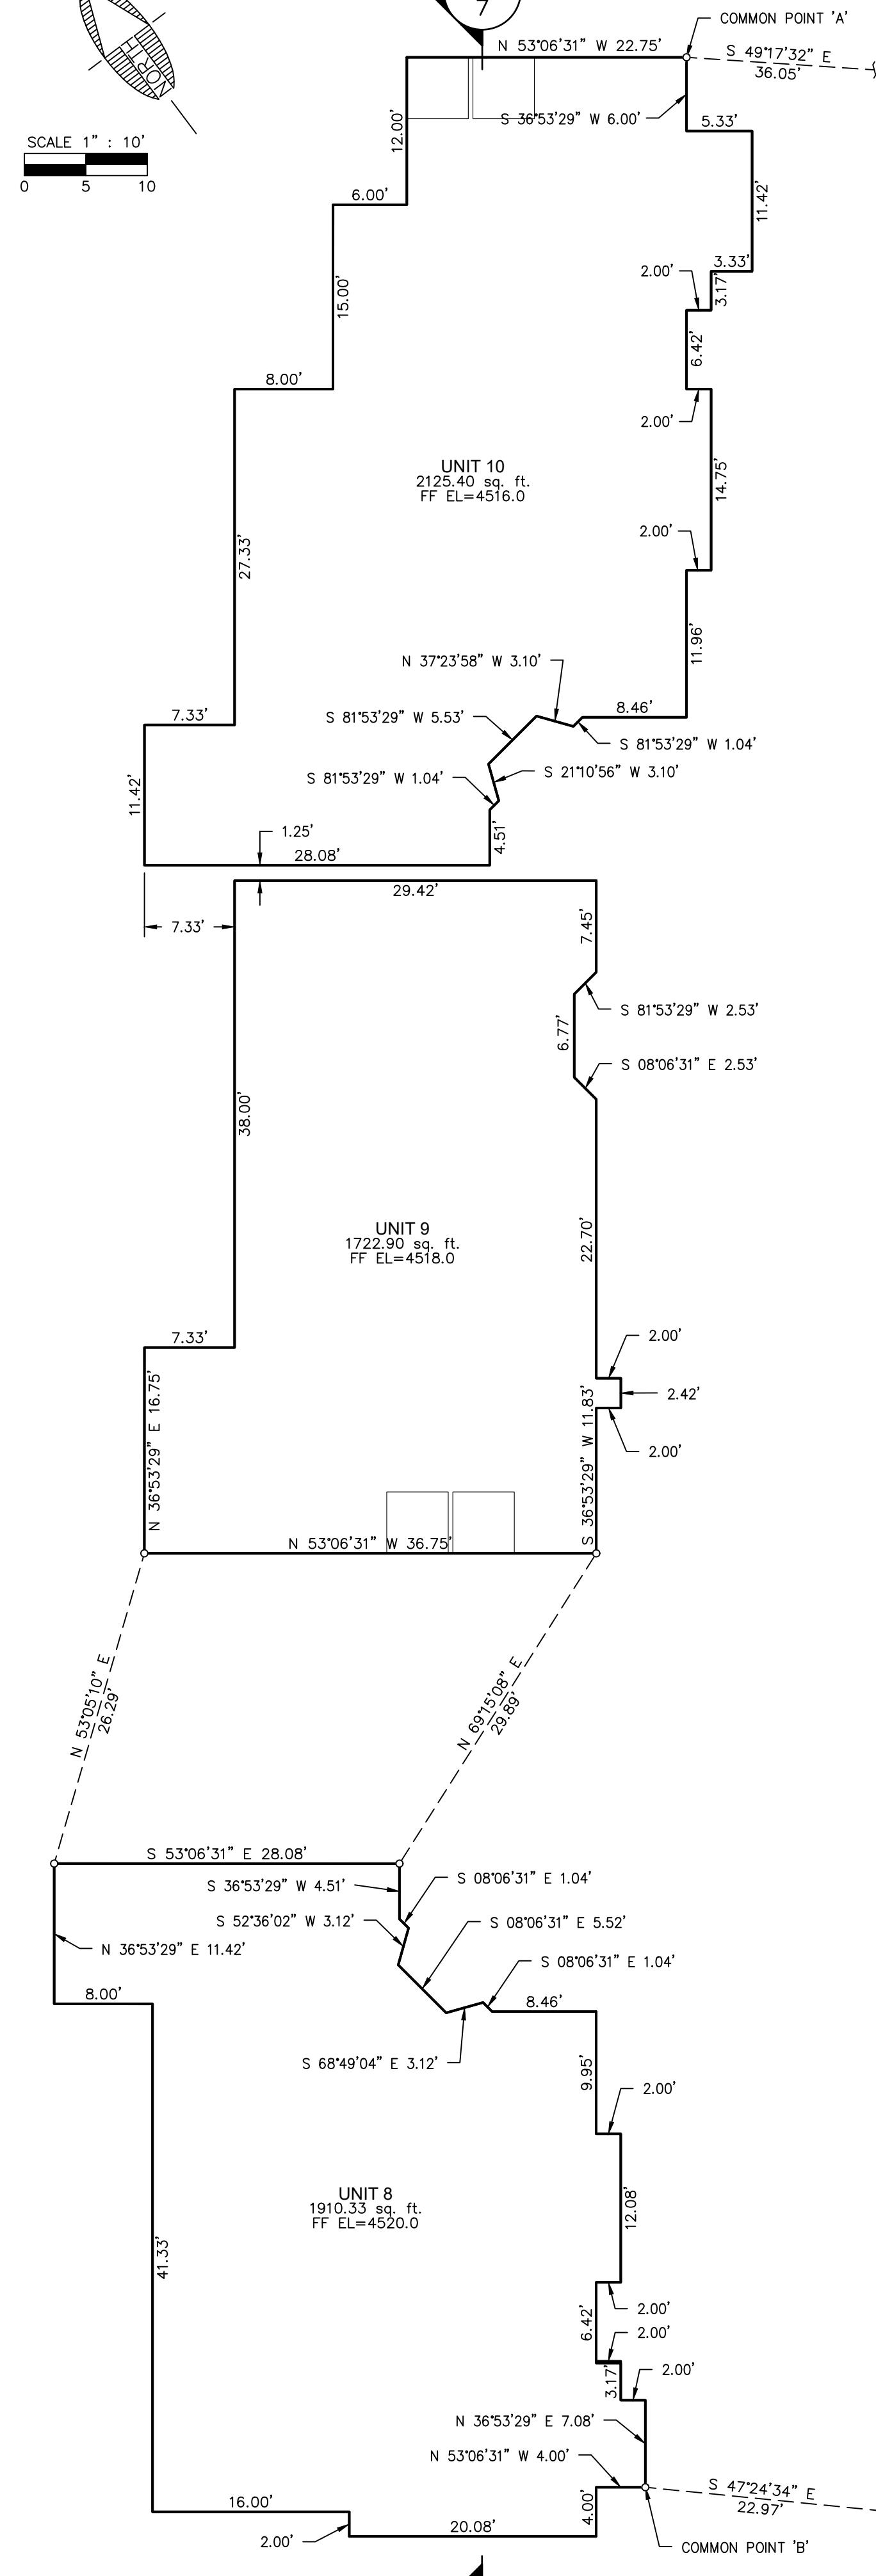 7
COMMON POINT 'A'
N 53°06'31" W 22.75'
S 49°17'32" E
36.05'
NORTH
SCALE 1" : 10'
0 5 10
12.00'
S 36°53'29" W 6.00'
5.33'
11.42'
6.00'
15.00'
3.33'
2.00'
3.17'
6.42'
8.00'
2.00'
14.75'
UNIT 10
2125.40 sq. ft.
FF EL=4516.0
2.00'
27.33'
11.96'
N 37°23'58" W 3.10'
7.33'
S 81°53'29" W 5.53'
8.46'
S 81°53'29" W 1.04'
S 21°10'56" W 3.10'
S 81°53'29" W 1.04'
11.42'
4.51'
1.25'
28.08'
29.42'
7.33'
7.45'
S 81°53'29" W 2.53'
6.77'
S 08°06'31" E 2.53'
38.00'
22.70'
UNIT 9
1722.90 sq. ft.
FF EL=4518.0
7.33'
2.00'
2.42'
2.00'
N 36°53'29" E 16.75'
S 36°53'29" W 11.83'
N 53°06'31" W 36.75'
N 53°05'10" E
26.29'
N 69°15'08" E
29.89'
S 53°06'31" E 28.08'
S 36°53'29" W 4.51'
S 08°06'31" E 1.04'
S 52°36'02" W 3.12'
S 08°06'31" E 5.52'
N 36°53'29" E 11.42'
S 08°06'31" E 1.04'
8.00'
8.46'
S 68°49'04" E 3.12'
9.95'
2.00'
UNIT 8
1910.33 sq. ft.
FF EL=4520.0
12.08'
41.33'
2.00'
6.42'
2.00'
3.17'
2.00'
N 36°53'29" E 7.08'
N 53°06'31" W 4.00'
S 47°24'34" E
22.97'
16.00'
4.00'
20.08'
2.00'
COMMON POINT 'B'